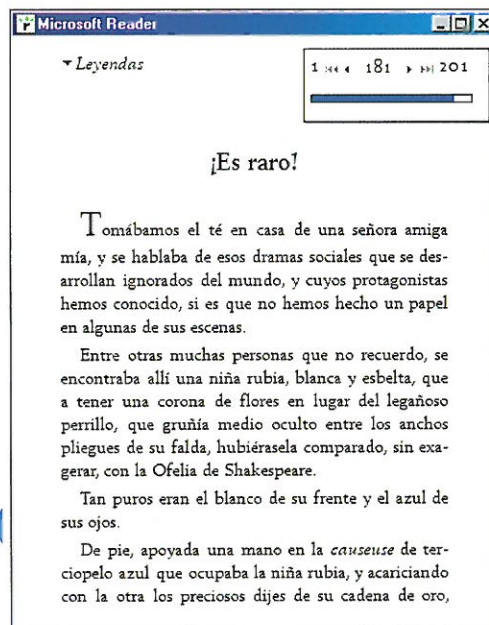 Microsoft Reader
Leyendas
1 181 201
¡Es raro!
Tomábamos el té en casa de una señora amiga
mía, y se hablaba de esos dramas sociales que se des-
arrollan ignorados del mundo, y cuyos protagonistas
hemos conocido, si es que no hemos hecho un papel
en algunas de sus escenas.
Entre otras muchas personas que no recuerdo, se
encontraba allí una niña rubia, blanca y esbelta, que
a tener una corona de flores en lugar del legañoso
perrillo, que gruñía medio oculto entre los anchos
pliegues de su falda, hubiérasela comparado, sin exa-
gerar, con la Ofelia de Shakespeare.
Tan puros eran el blanco de su frente y el azul de
sus ojos.
De pie, apoyada una mano en la causeuse de ter-
ciopelo azul que ocupaba la niña rubia, y acariciando
con la otra los preciosos dijes de su cadena de oro,